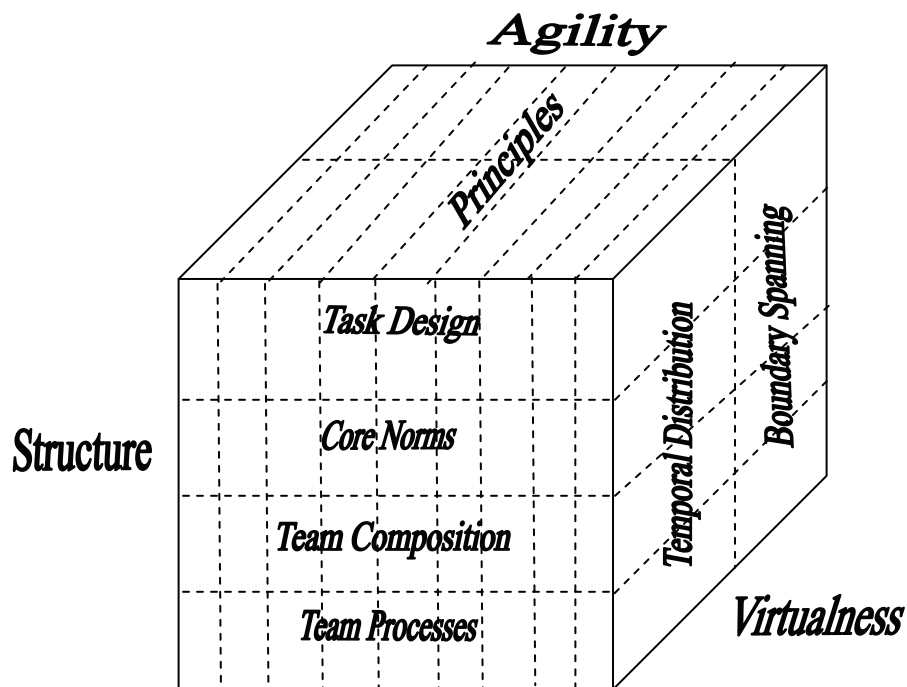 Agility
Principles
Task Design
Core Norms
Team Composition
Team Processes
Structure
Temporal Distribution
Boundary Spanning
Virtualness